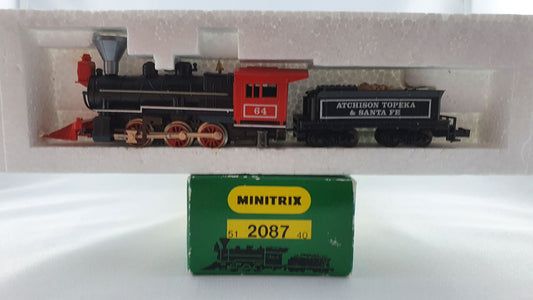 64
ATCHISON TOPEKA
& SANTA FE
MINITRIX
51 2087 40